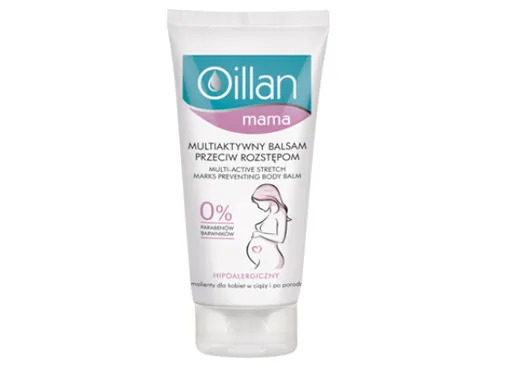 Oillan
mama
MULTIAKTYWNY BALSAM
PRZECIW ROZSTĘPOM
MULTI-ACTIVE STRETCH
MARKS PREVENTING BODY BALM
0%
PARABENÓW
BARWNIKÓW
HIPOALERGICZNY
emolienty dla kobiet w ciąży i po porodzie